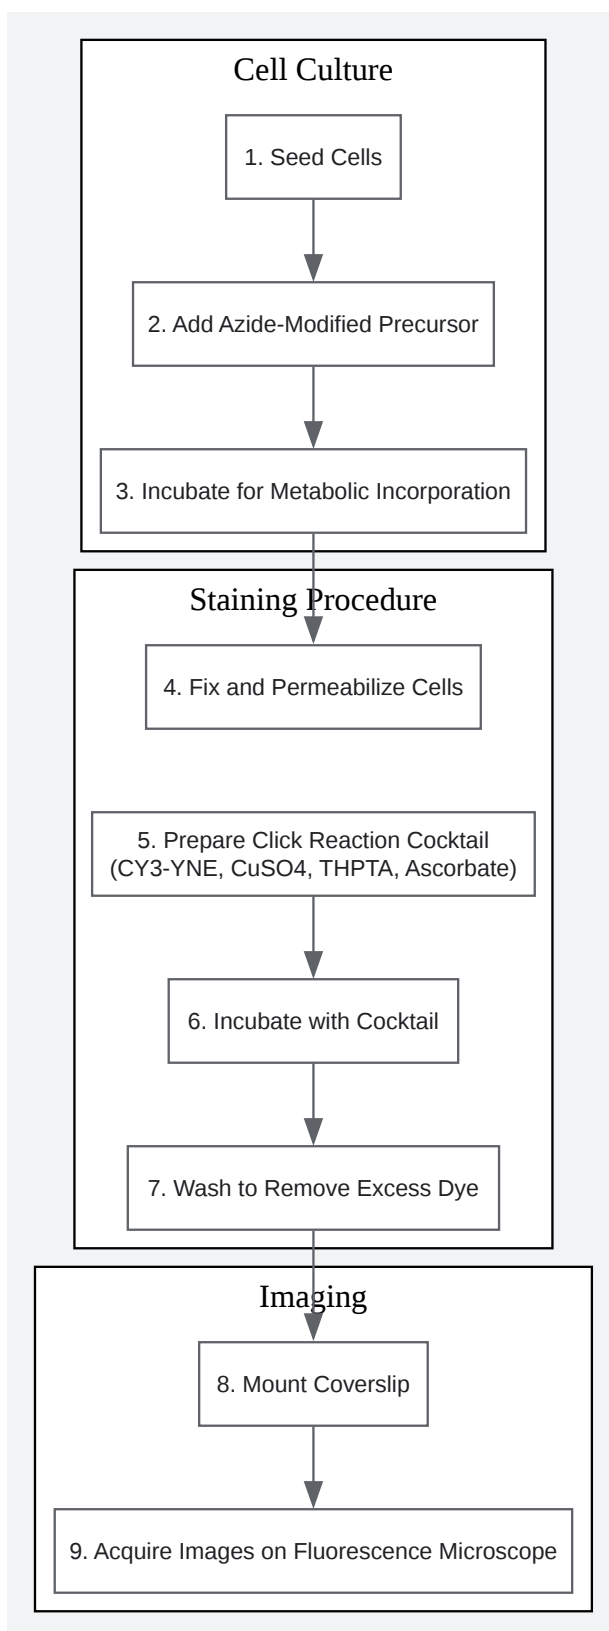 Cell Culture
1. Seed Cells
2. Add Azide-Modified Precursor
3. Incubate for Metabolic Incorporation
Staining Procedure
4. Fix and Permeabilize Cells
5. Prepare Click Reaction Cocktail
(CY3-YNE, CuSO4, THPTA, Ascorbate)
6. Incubate with Cocktail
7. Wash to Remove Excess Dye
Imaging
8. Mount Coverslip
9. Acquire Images on Fluorescence Microscope